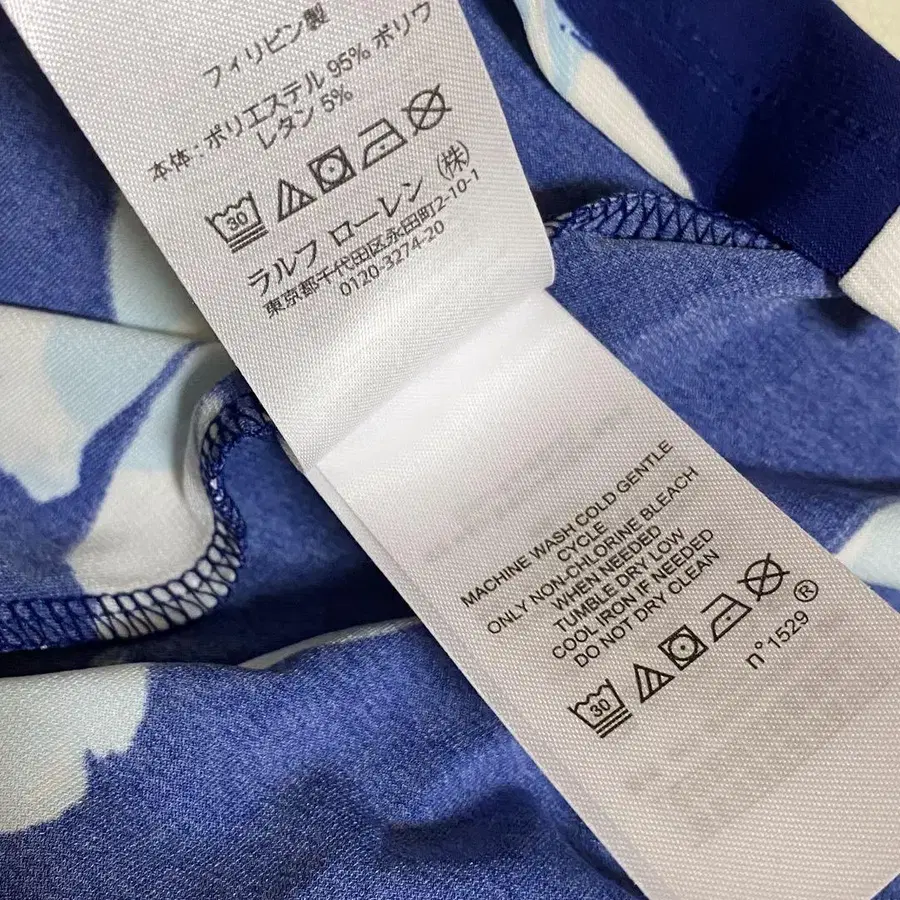 フィリピン製
本体 : ポリエステル 95% ポリウ
レタン 5%
30
ラルフ ローレン (株)
東京都千代田区永田町2-10-1
0120-3274-20
MACHINE WASH COLD GENTLE
CYCLE
ONLY NON-CHLORINE BLEACH
WHEN NEEDED
TUMBLE DRY LOW
COOL IRON IF NEEDED
DO NOT DRY CLEAN
30
n°1529 ®